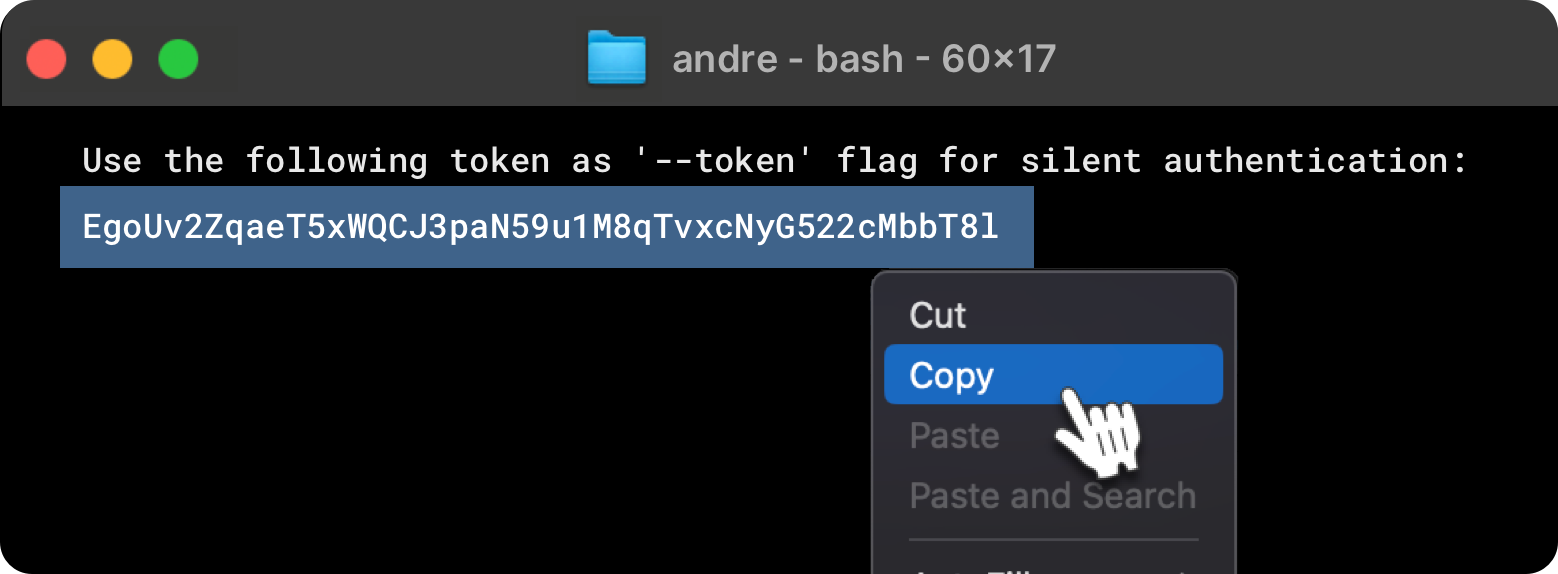 andre - bash - 60×17
Use the following token as '--token' flag for silent authentication:
EgoUv2ZqaeT5xWQCJ3paN59u1M8qTvxcNyG522cMbbT8l
Cut
Copy
Paste
Paste and Search